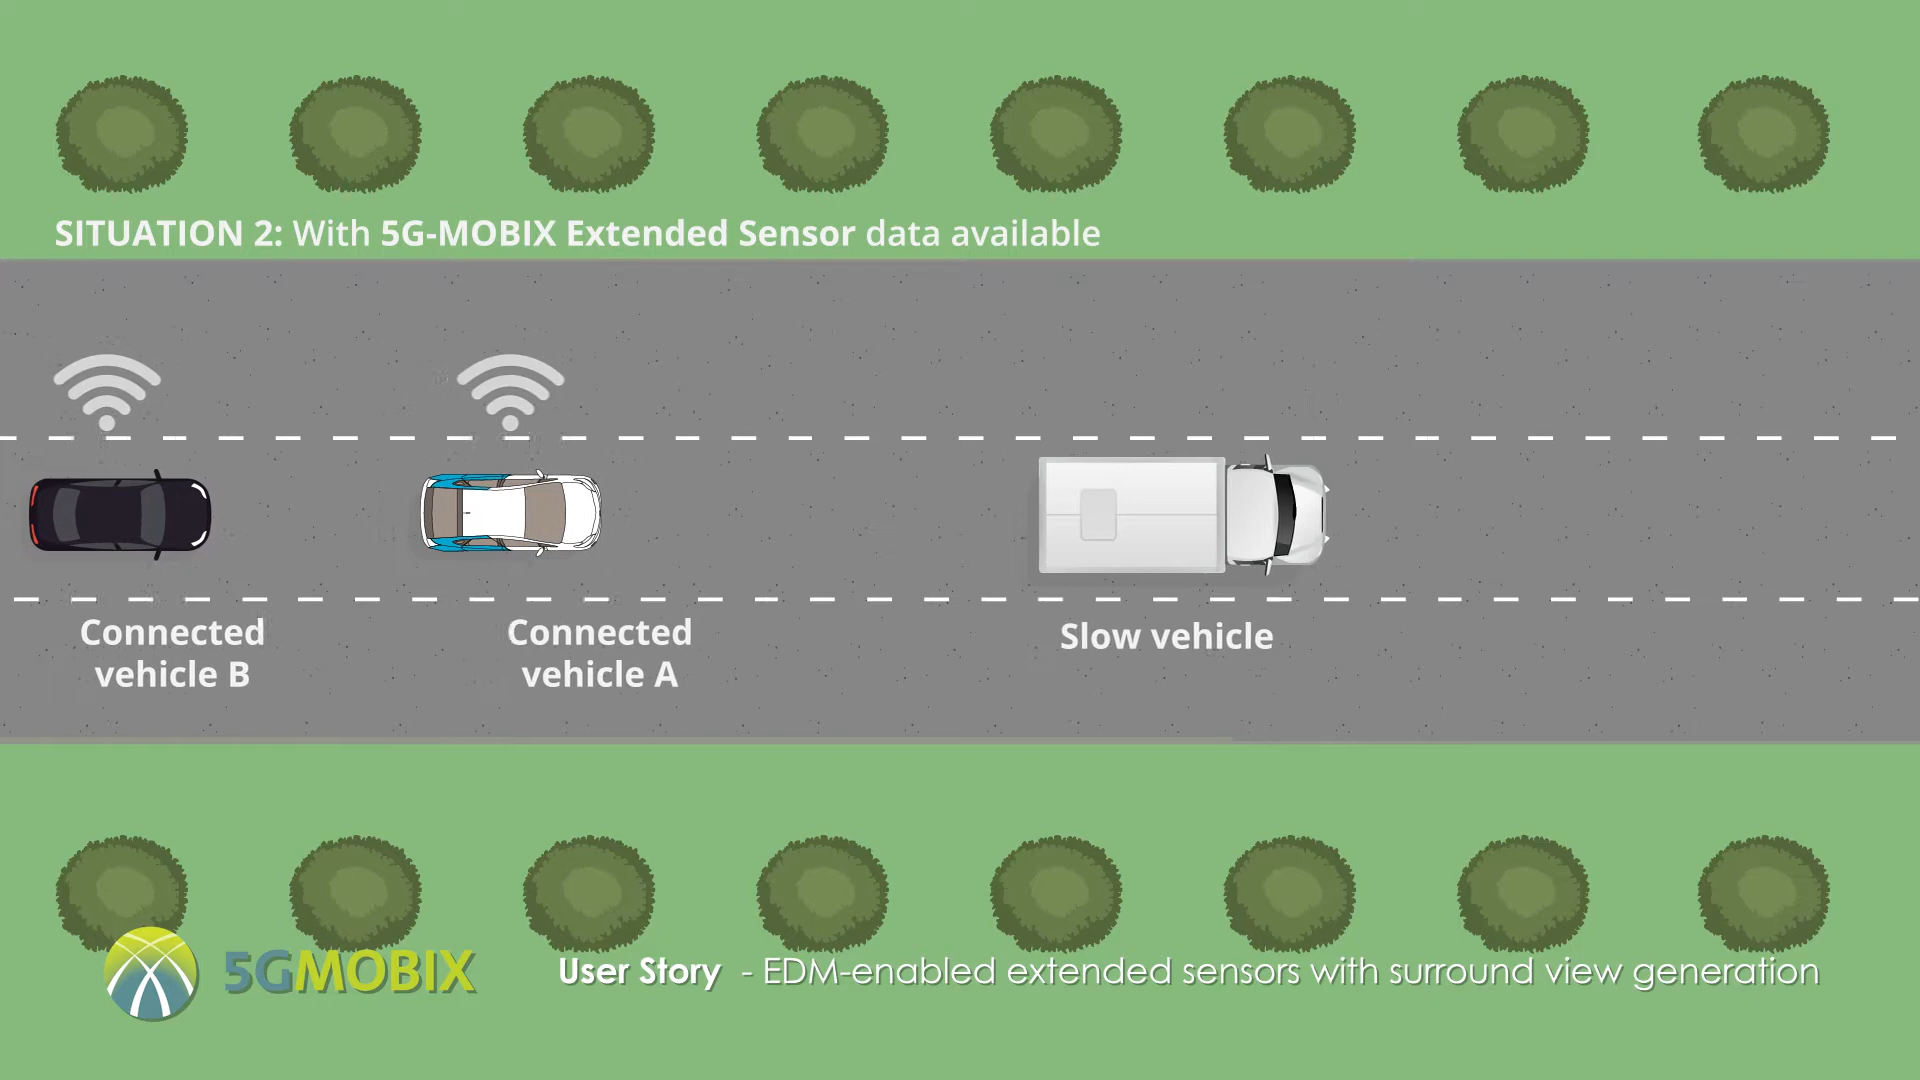 SITUATION 2: With 5G-MOBIX Extended Sensor data available
Connected
vehicle B
Connected
vehicle A
Slow vehicle
5GMOBIX
User Story - EDM-enabled extended sensors with surround view generation